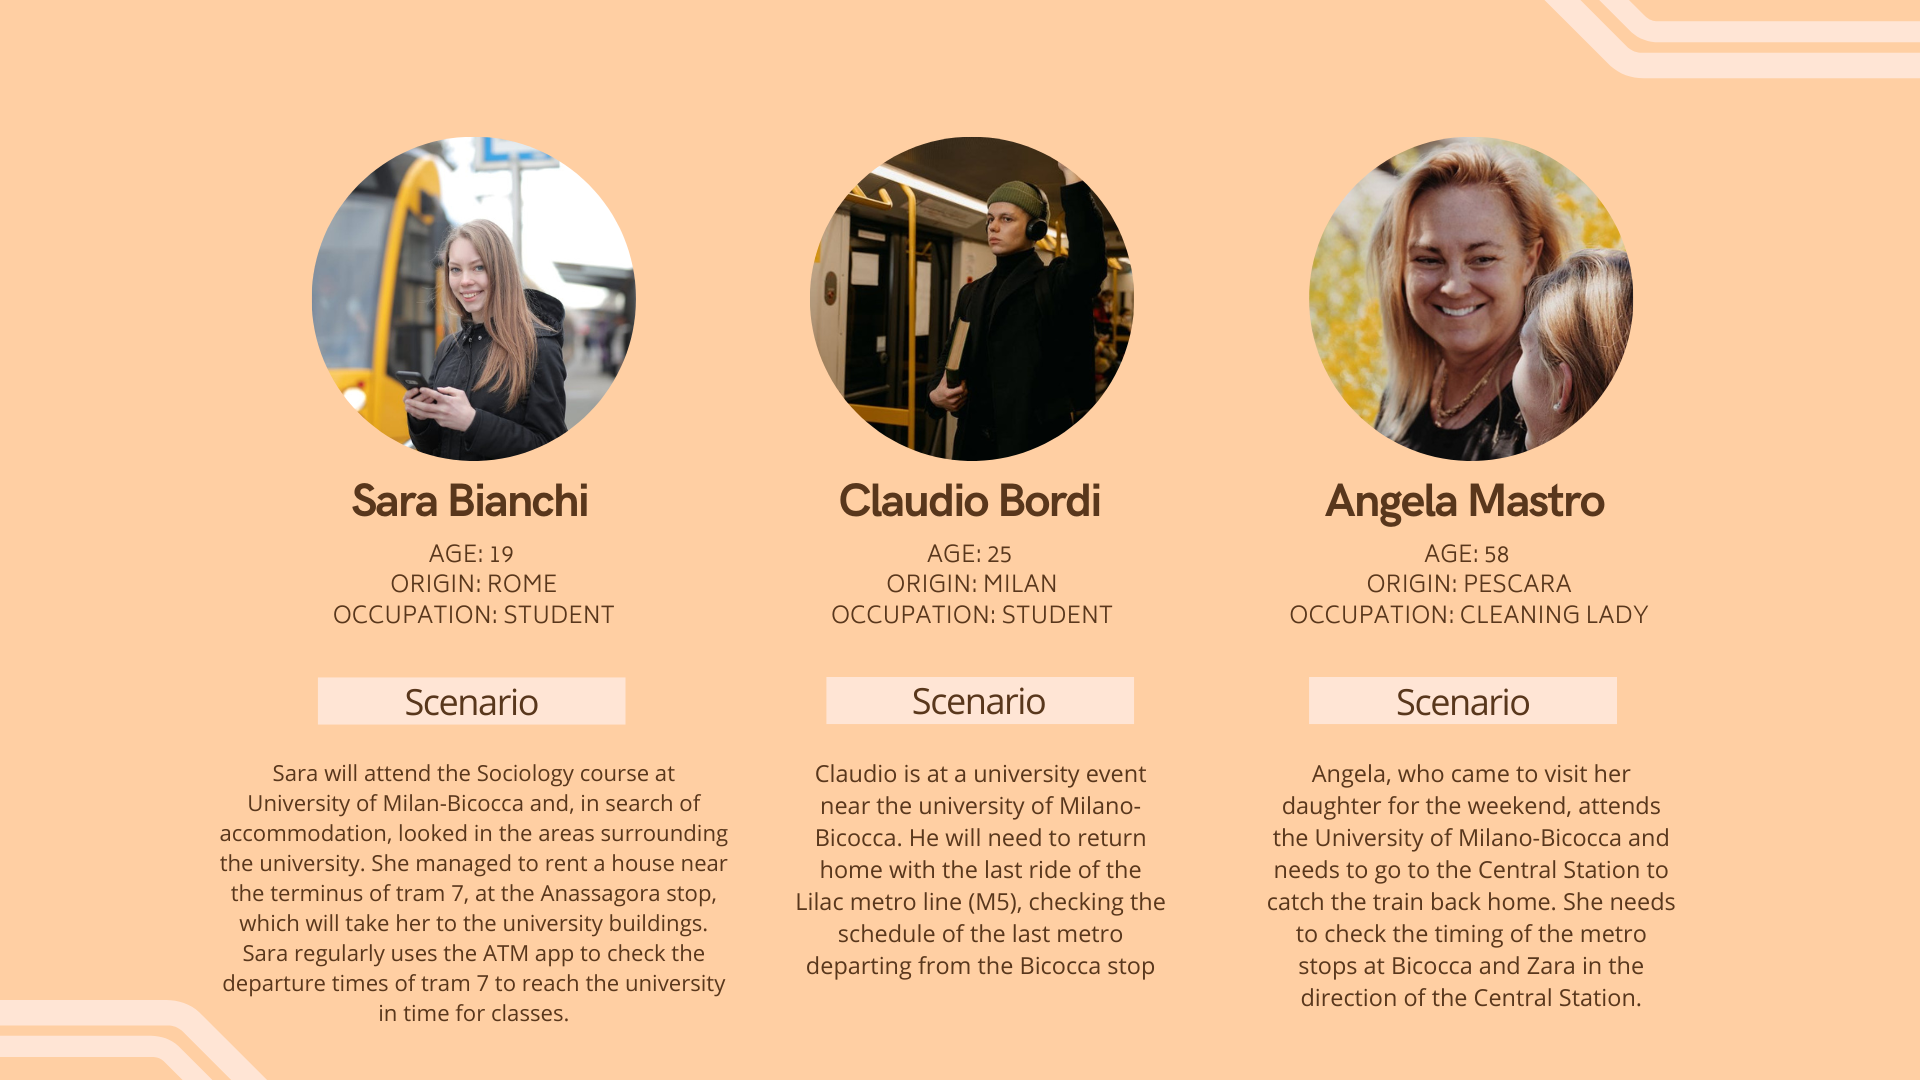 Sara Bianchi
AGE: 19
ORIGIN: ROME
OCCUPATION: STUDENT
Scenario
Sara will attend the Sociology course at
University of Milan-Bicocca and, in search of
accommodation, looked in the areas surrounding
the university. She managed to rent a house near
the terminus of tram 7, at the Anassagora stop,
which will take her to the university buildings.
Sara regularly uses the ATM app to check the
departure times of tram 7 to reach the university
in time for classes.
Claudio Bordi
AGE: 25
ORIGIN: MILAN
OCCUPATION: STUDENT
Scenario
Claudio is at a university event
near the university of Milano-
Bicocca. He will need to return
home with the last ride of the
Lilac metro line (M5), checking the
schedule of the last metro
departing from the Bicocca stop
Angela Mastro
AGE: 58
ORIGIN: PESCARA
OCCUPATION: CLEANING LADY
Scenario
Angela, who came to visit her
daughter for the weekend, attends
the University of Milano-Bicocca and
needs to go to the Central Station to
catch the train back home. She needs
to check the timing of the metro
stops at Bicocca and Zara in the
direction of the Central Station.